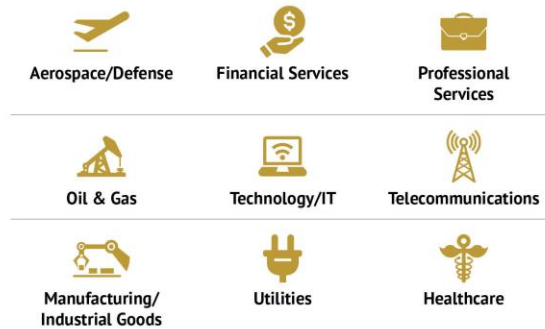 Aerospace/Defense
Financial Services
Professional
Services
Oil & Gas
Technology/IT
Telecommunications
Manufacturing/
Industrial Goods
Utilities
Healthcare